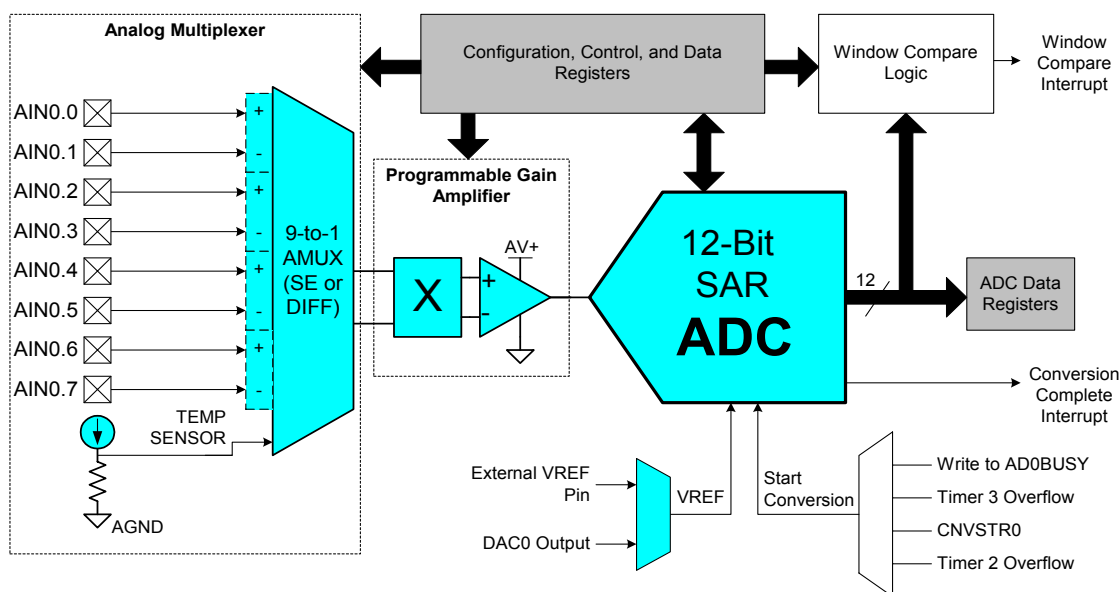 Analog Multiplexer
Configuration, Control, and Data
Registers
Window Compare
Logic
Window
Compare
Interrupt
AIN0.0
AIN0.1
AIN0.2
AIN0.3
AIN0.4
AIN0.5
AIN0.6
AIN0.7
+
-
+
-
+
-
+
-
9-to-1
AMUX
(SE or
DIFF)
TEMP
SENSOR
AGND
Programmable Gain
Amplifier
X
AV+
+
-
12-Bit
SAR
ADC
12
ADC Data
Registers
Conversion
Complete
Interrupt
External VREF
Pin
DAC0 Output
VREF
Start
Conversion
Write to AD0BUSY
Timer 3 Overflow
CNVSTR0
Timer 2 Overflow